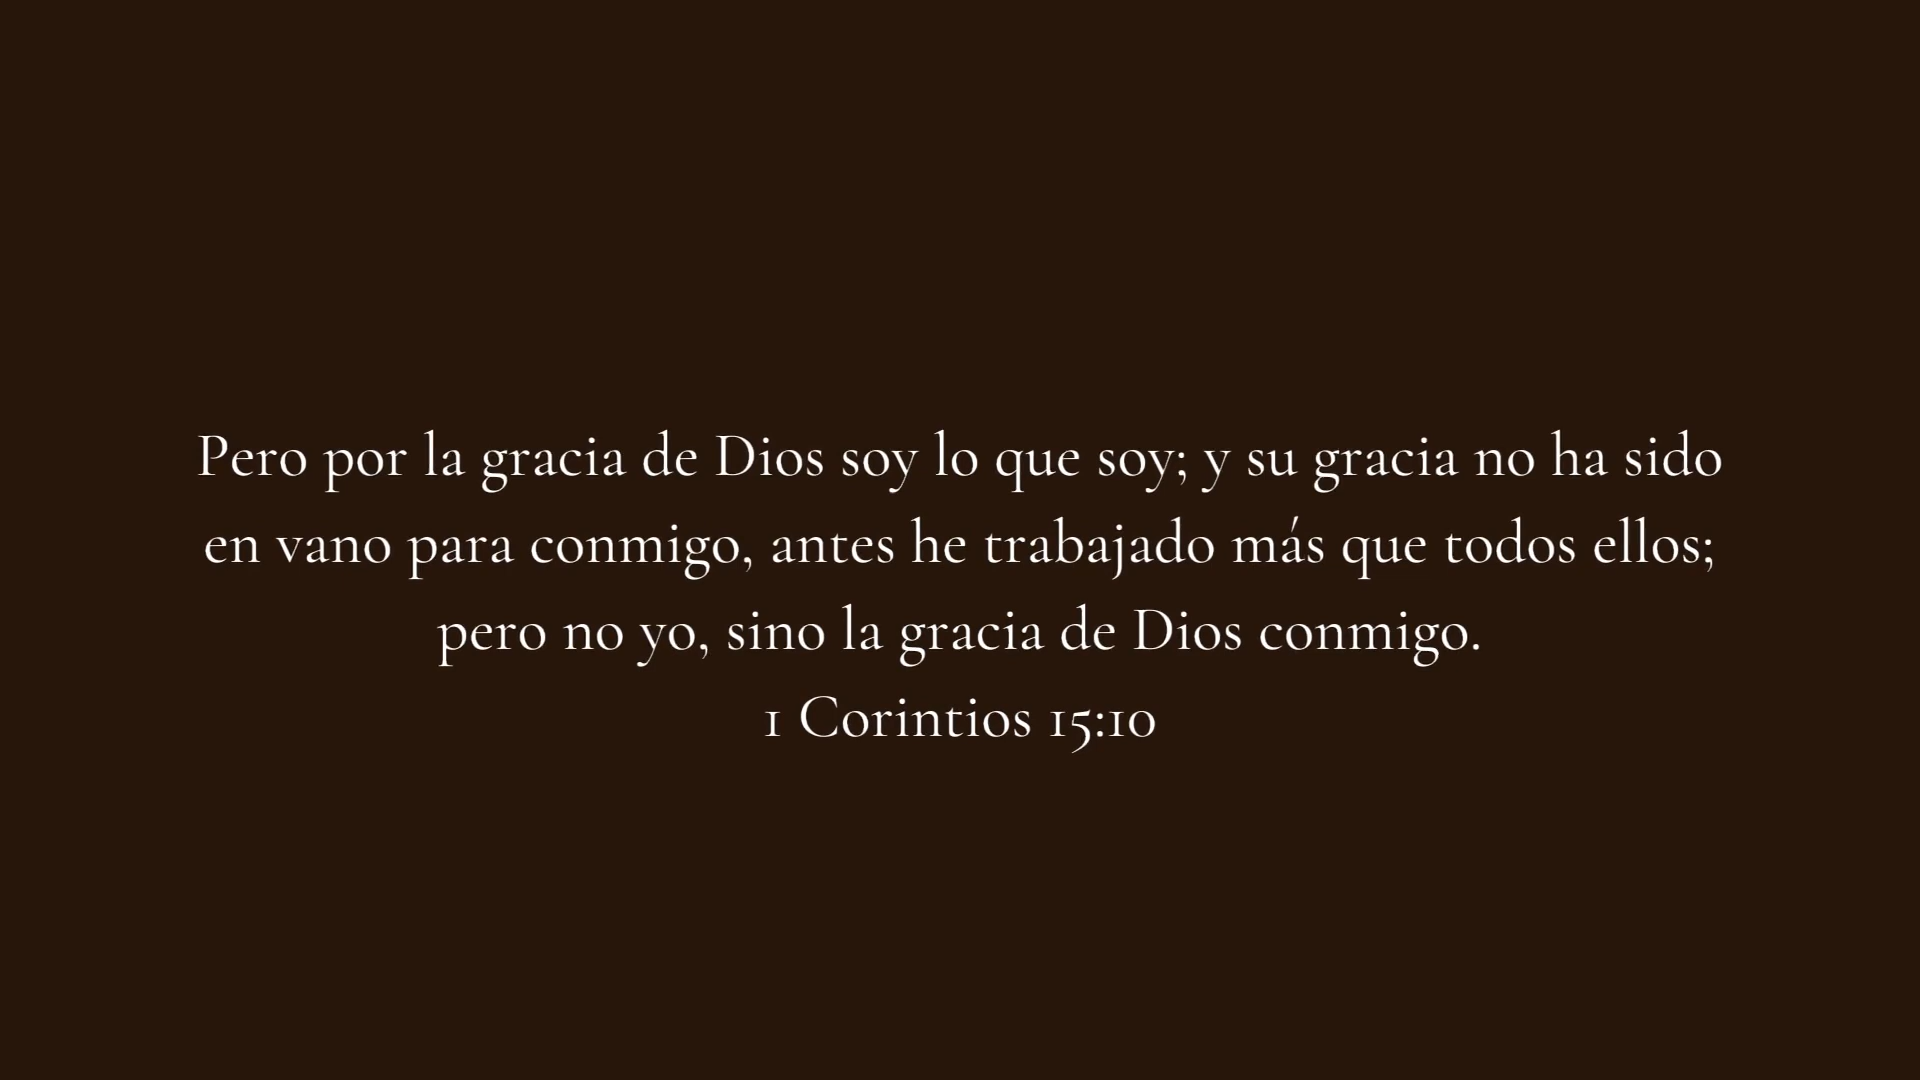 Pero por la gracia de Dios soy lo que soy; y su gracia no ha sido
en vano para conmigo, antes he trabajado más que todos ellos;
pero no yo, sino la gracia de Dios conmigo.
1 Corintios 15:10